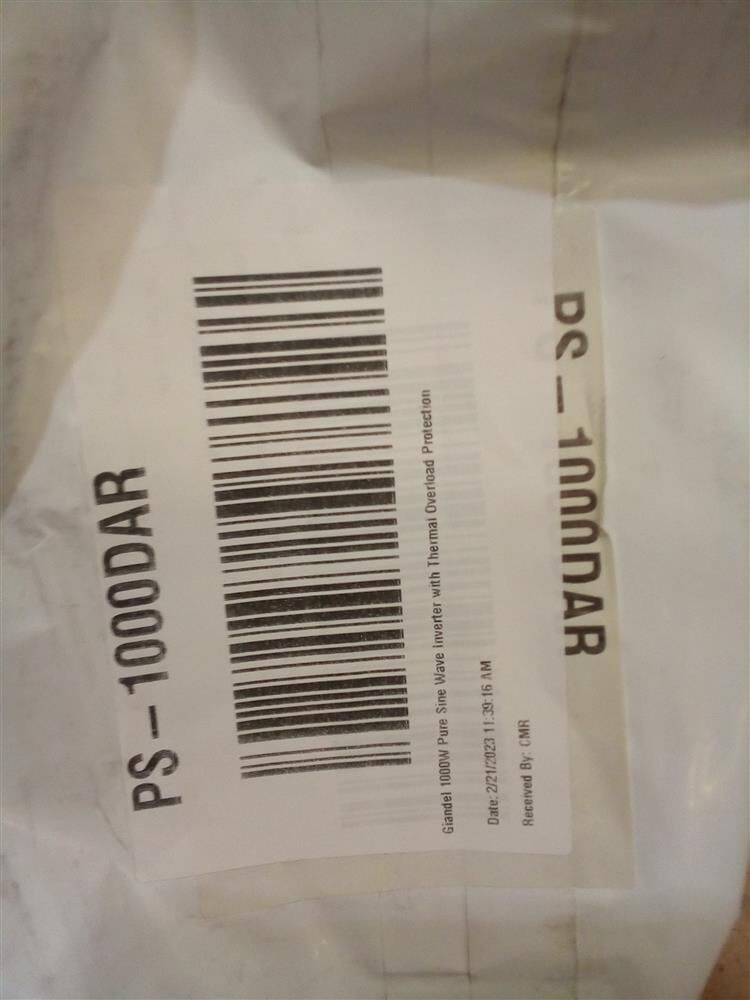 PS-1000DAR
Giandel 1000W Pure Sine Wave Inverter with Thermal Overload Protection
Date: 2/21/2023 11:39:16 AM
Received By: CMR
PS-1000DAR